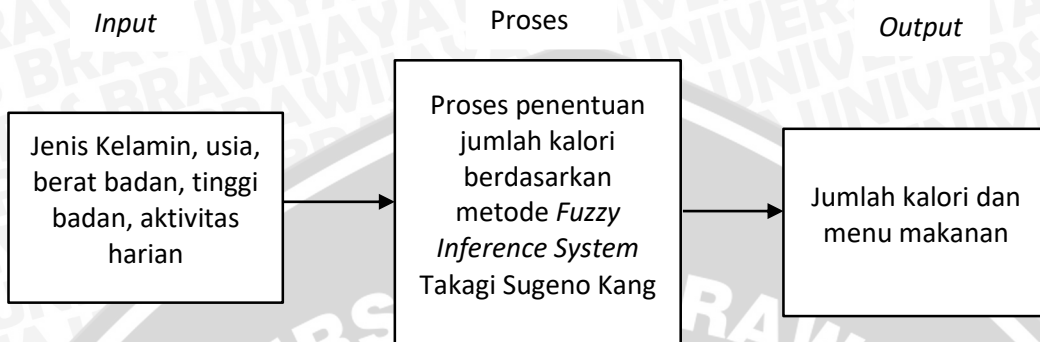 Input
Proses
Output
Jenis Kelamin, usia,
berat badan, tinggi
badan, aktivitas
harian
Proses penentuan
jumlah kalori
berdasarkan
metode Fuzzy
Inference System
Takagi Sugeno Kang
Jumlah kalori dan
menu makanan